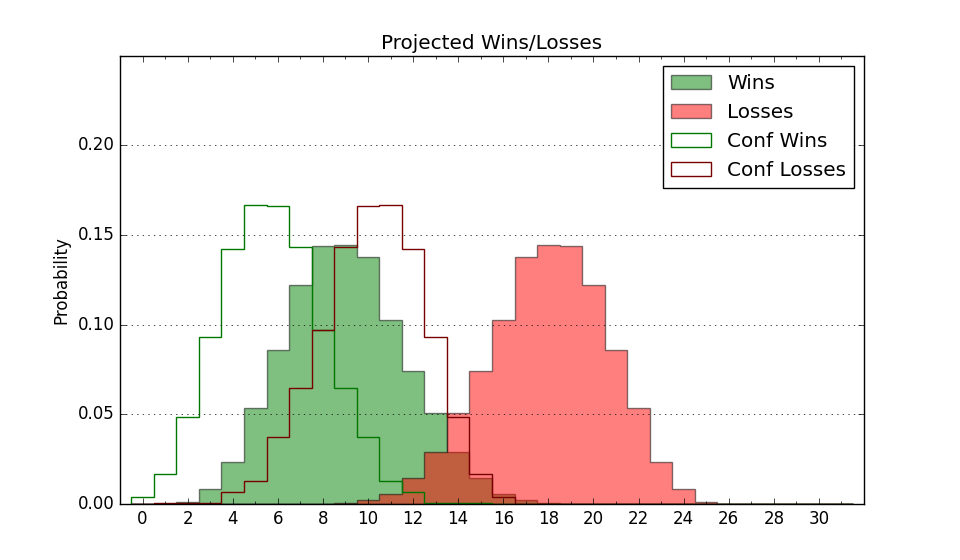 Projected Wins/Losses
Wins
Losses
Conf Wins
Conf Losses
Probability
0.20
0.15
0.10
0.05
0.00
0 2 4 6 8 10 12 14 16 18 20 22 24 26 28 30